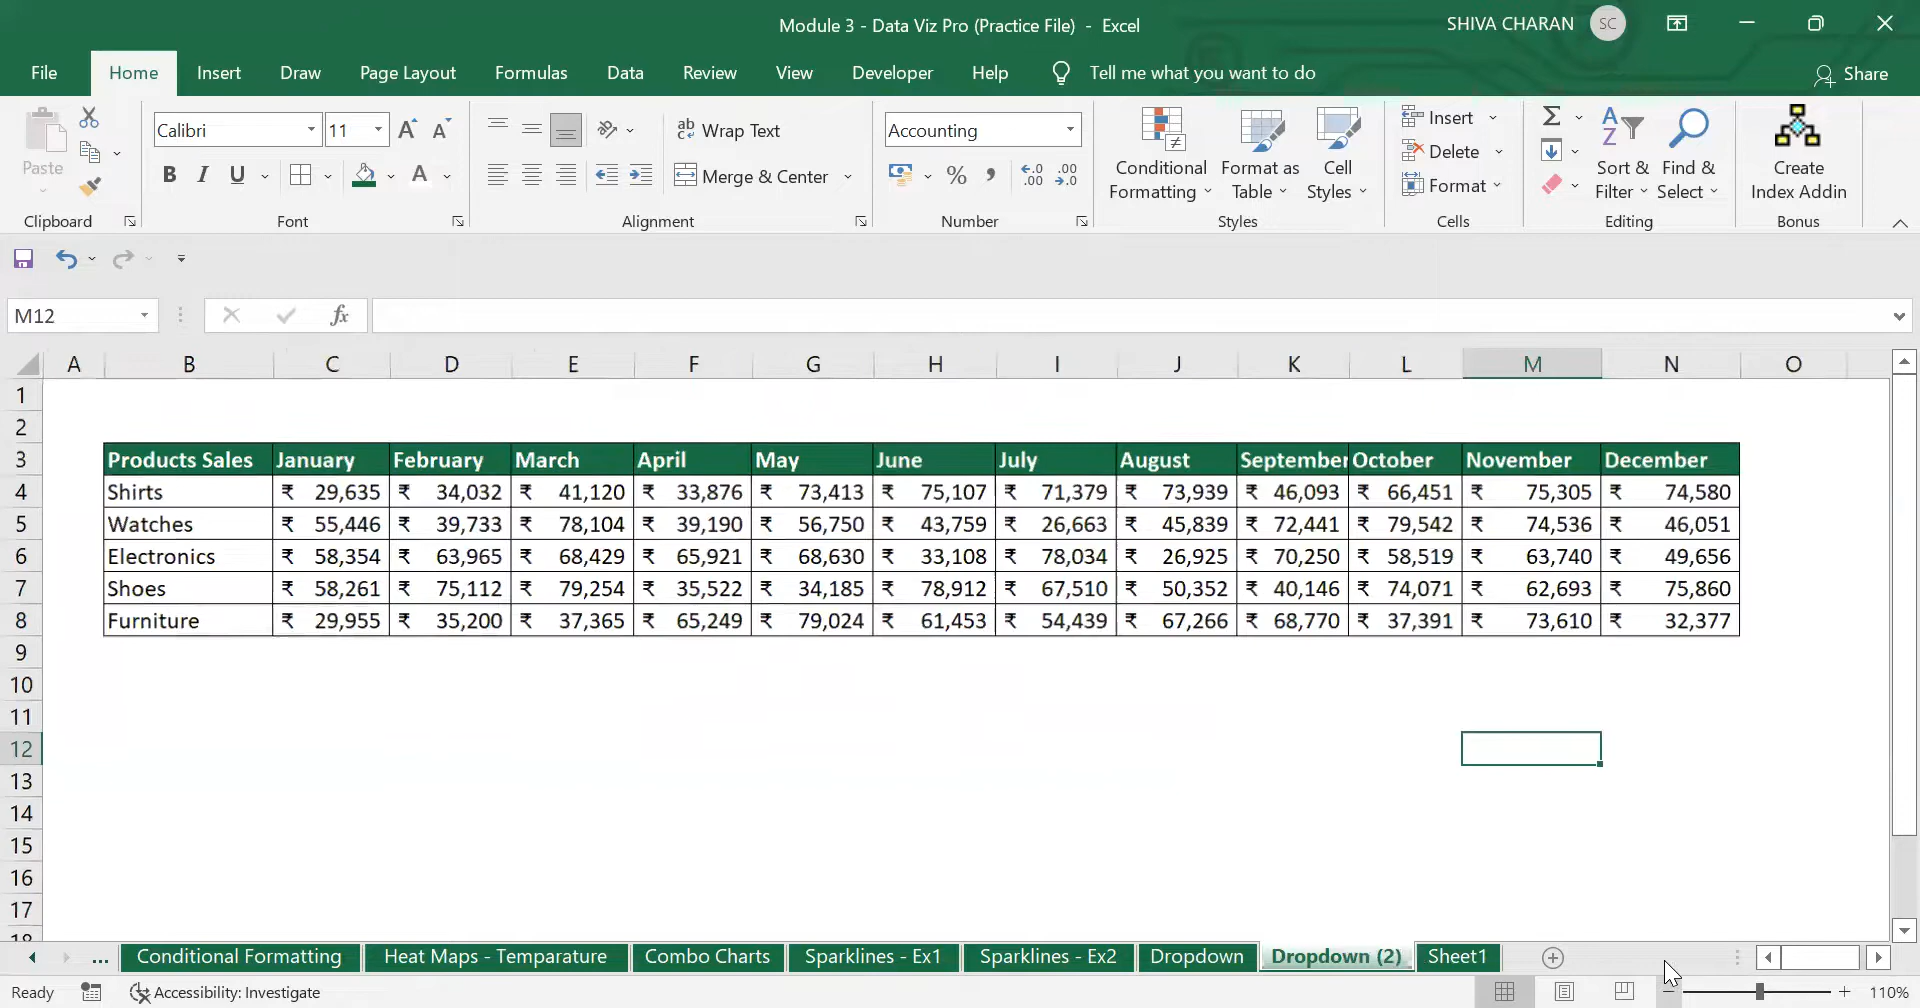 Module 3 - Data Viz Pro (Practice File) - Excel
SHIVA CHARAN SC
File Home Insert Draw Page Layout Formulas Data Review View Developer Help Tell me what you want to do Share
Paste
Clipboard
Calibri 11
B I U
Font
Wrap Text
Merge & Center
Alignment
Accounting
Number
Conditional Formatting
Format as Table
Cell Styles
Styles
Insert
Delete
Format
Cells
Sort & Filter
Find & Select
Editing
Create Index Addin
Bonus
M12 fx
A B C D E F G H I J K L M N O
1
2
3 Products Sales January February March April May June July August September October November December
4 Shirts ₹ 29,635 ₹ 34,032 ₹ 41,120 ₹ 33,876 ₹ 73,413 ₹ 75,107 ₹ 71,379 ₹ 73,939 ₹ 46,093 ₹ 66,451 ₹ 75,305 ₹ 74,580
5 Watches ₹ 55,446 ₹ 39,733 ₹ 78,104 ₹ 39,190 ₹ 56,750 ₹ 43,759 ₹ 26,663 ₹ 45,839 ₹ 72,441 ₹ 79,542 ₹ 74,536 ₹ 46,051
6 Electronics ₹ 58,354 ₹ 63,965 ₹ 68,429 ₹ 65,921 ₹ 68,630 ₹ 33,108 ₹ 78,034 ₹ 26,925 ₹ 70,250 ₹ 58,519 ₹ 63,740 ₹ 49,656
7 Shoes ₹ 58,261 ₹ 75,112 ₹ 79,254 ₹ 35,522 ₹ 34,185 ₹ 78,912 ₹ 67,510 ₹ 50,352 ₹ 40,146 ₹ 74,071 ₹ 62,693 ₹ 75,860
8 Furniture ₹ 29,955 ₹ 35,200 ₹ 37,365 ₹ 65,249 ₹ 79,024 ₹ 61,453 ₹ 54,439 ₹ 67,266 ₹ 68,770 ₹ 37,391 ₹ 73,610 ₹ 32,377
9
10
11
12
13
14
15
16
17
18
... Conditional Formatting Heat Maps - Temparature Combo Charts Sparklines - Ex1 Sparklines - Ex2 Dropdown Dropdown (2) Sheet1
Ready Accessibility: Investigate 110%